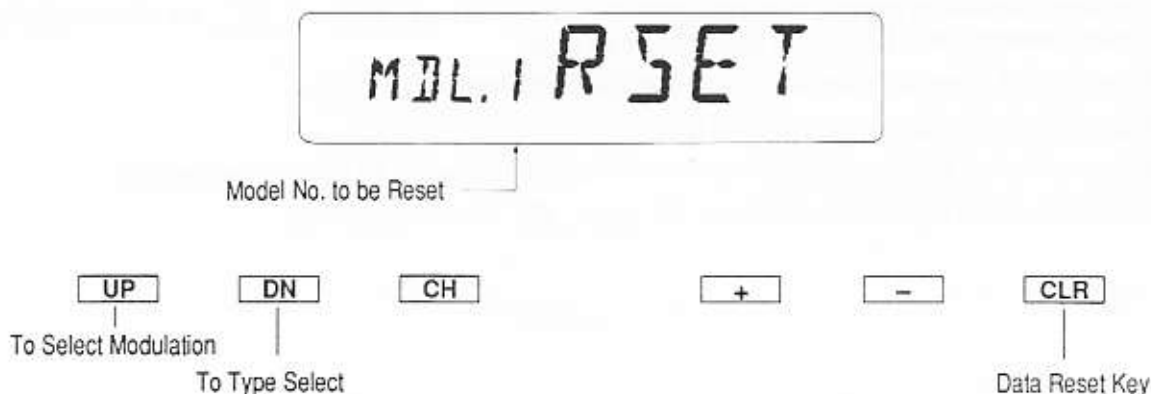 MDL.1 RSET
Model No. to be Reset
UP DN CH + – CLR
To Select Modulation
To Type Select Data Reset Key